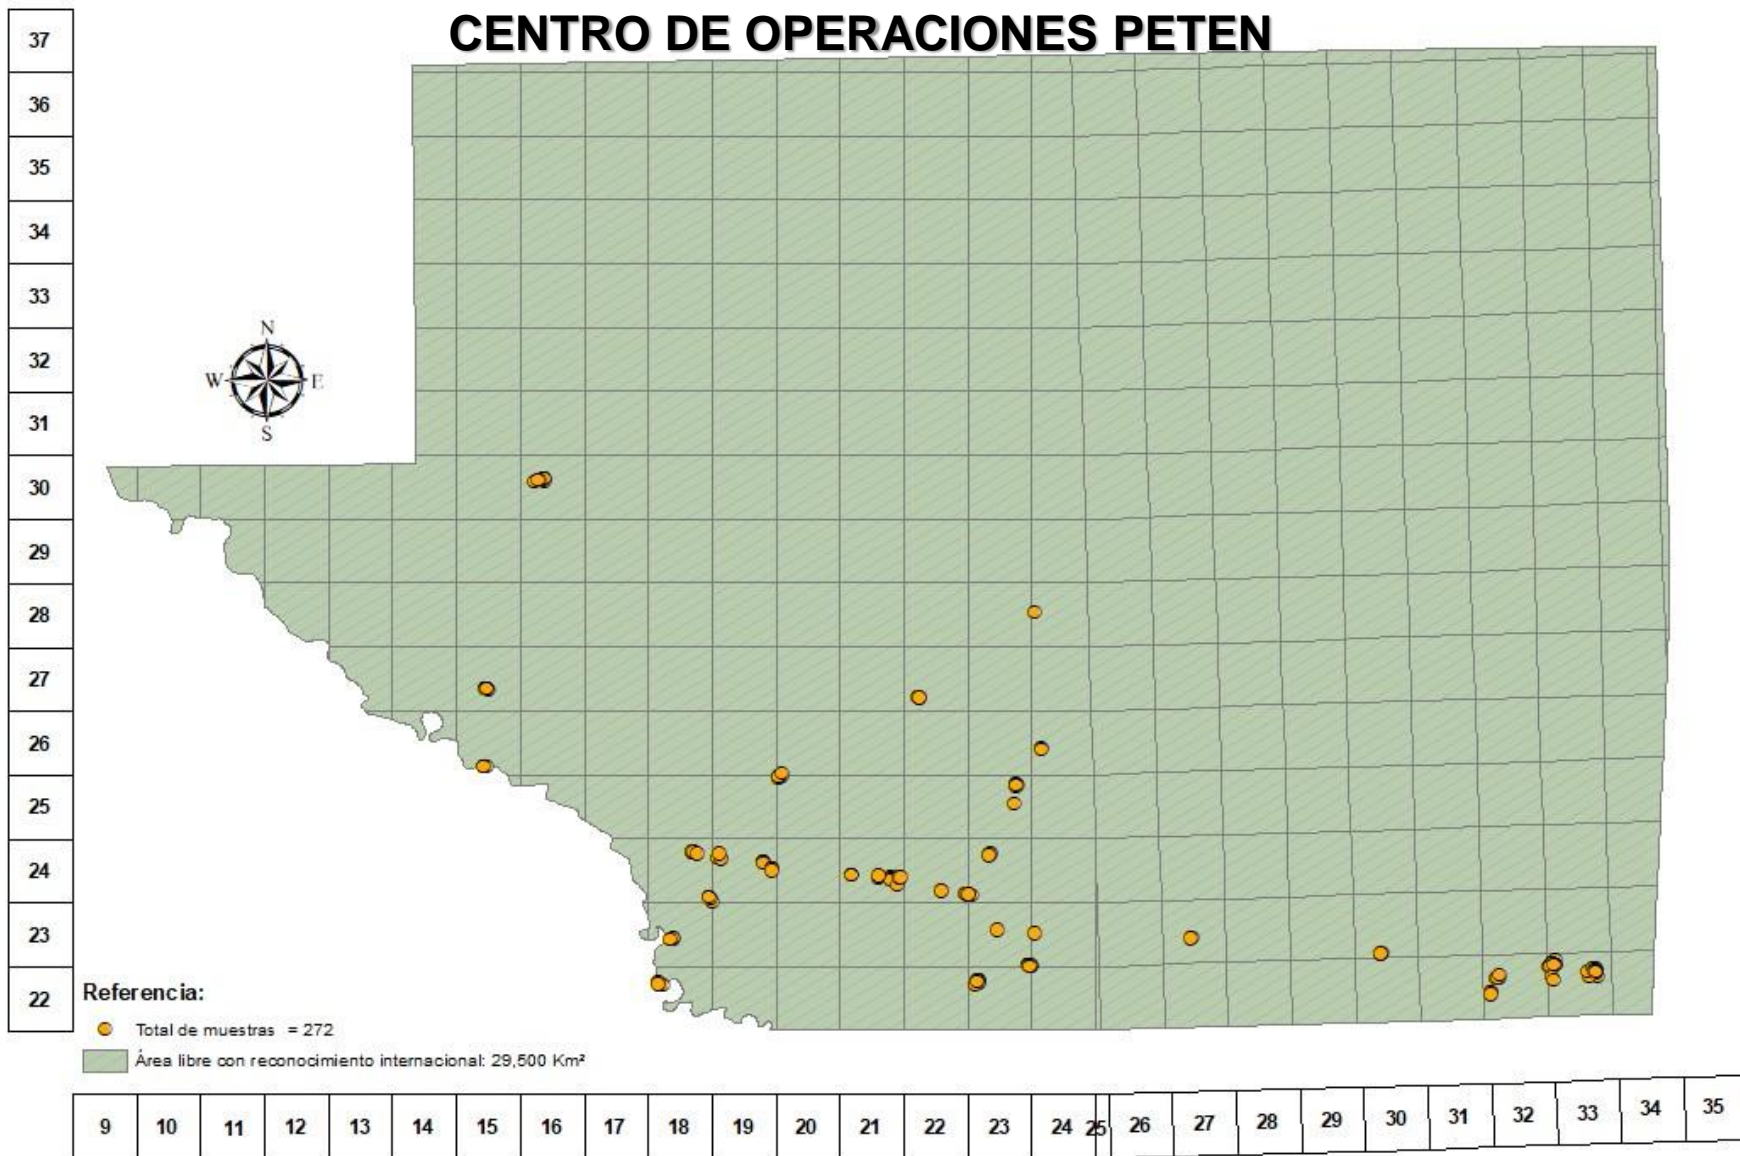 CENTRO DE OPERACIONES PETEN
37
36
35
34
33
32
31
30
29
28
27
26
25
24
23
22
N
W E
S
Referencia:
Total de muestras = 272
Área libre con reconocimiento internacional: 29,500 Km²
9 10 11 12 13 14 15 16 17 18 19 20 21 22 23 24 25 26 27 28 29 30 31 32 33 34 35